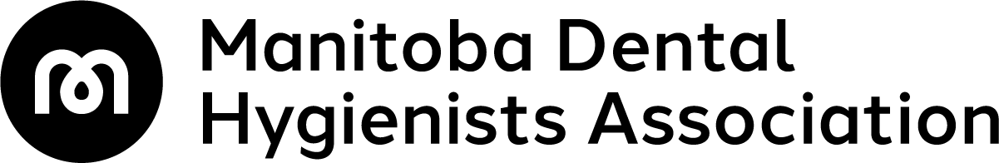 Manitoba Dental
Hygienists Association